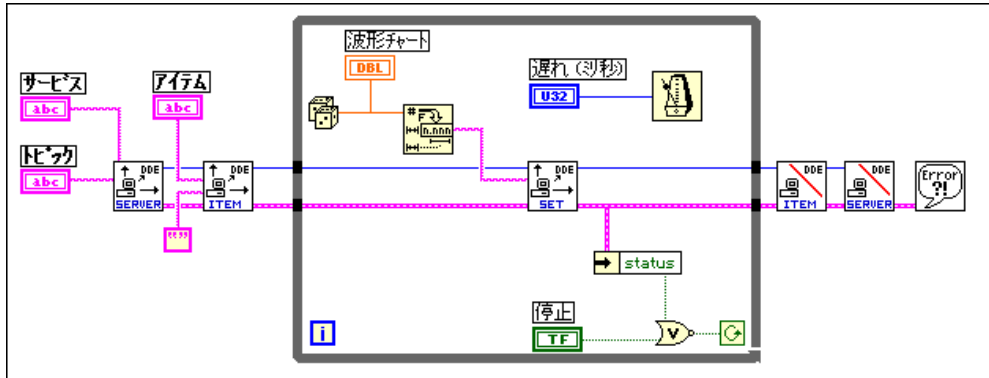 サービス
abc
アイテム
abc
トピック
abc
DDE
SERVER
DDE
ITEM
""
波形チャート
DBL
#
F
n.nnn
遅れ (ミリ秒)
U32
DDE
SET
status
停止
TF
V
i
DDE
ITEM
DDE
SERVER
Error
?!